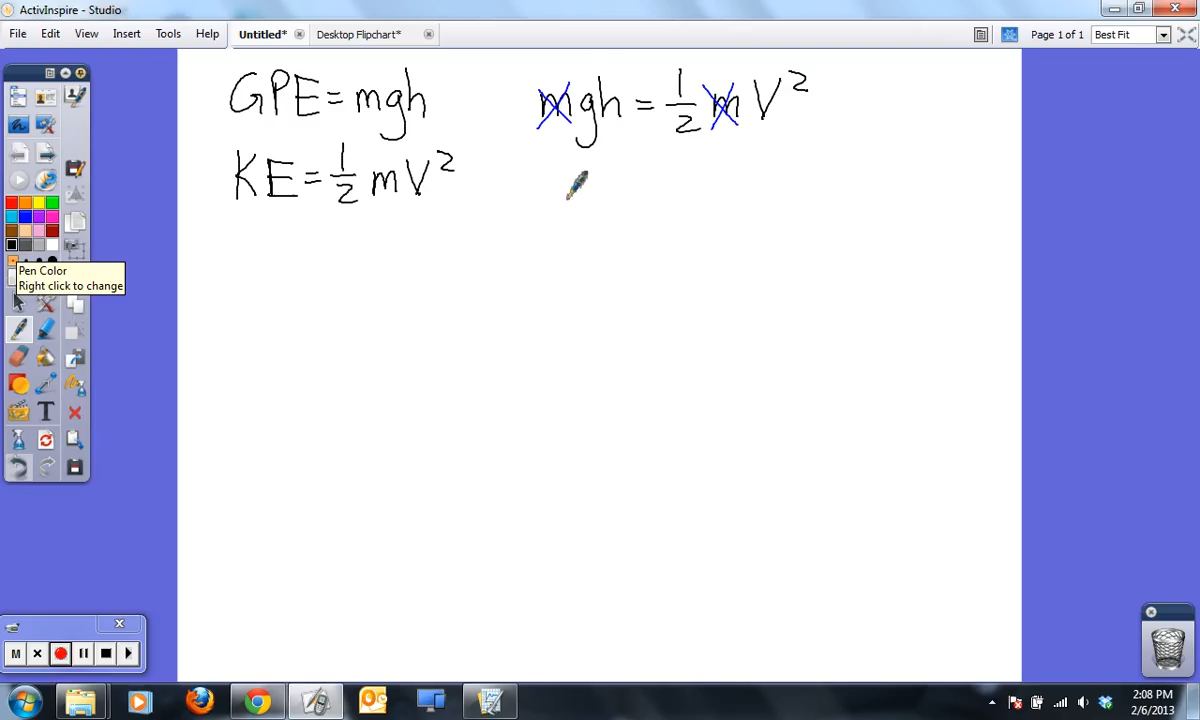 ActivInspire - Studio
File Edit View Insert Tools Help Untitled* Desktop Flipchart* Page 1 of 1 Best Fit
GPE = mgh
mgh = 1/2 mV²
KE = 1/2 mV²
Pen Color
Right click to change
T
M
2:08 PM
2/6/2013